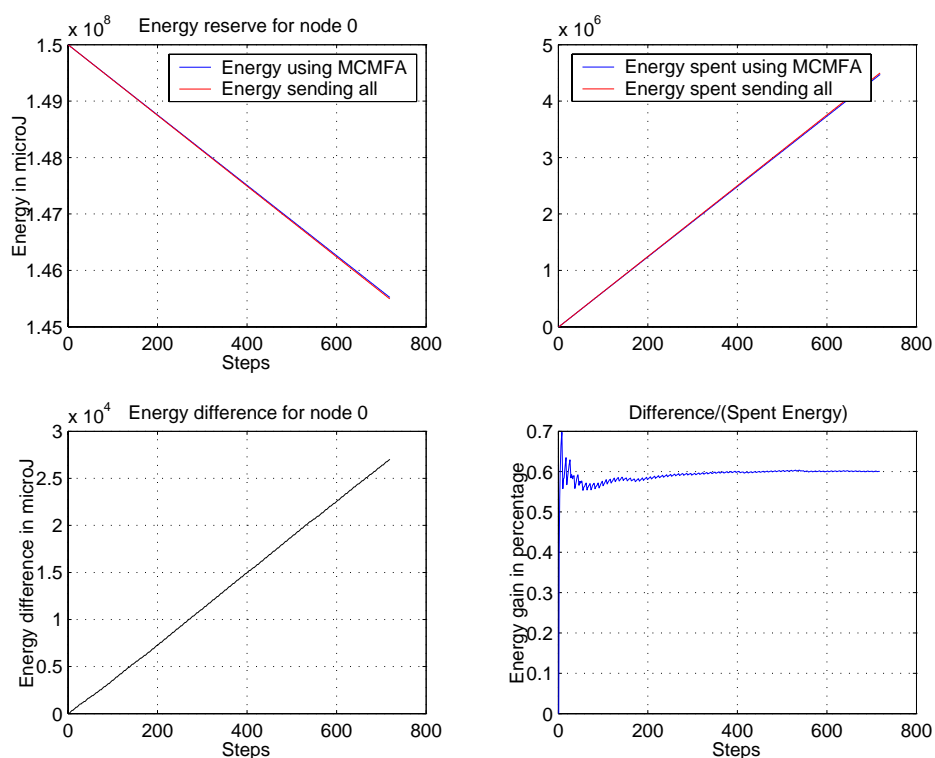 x 10^8
Energy reserve for node 0
1.5
1.49
1.48
1.47
1.46
1.45
Energy in microJ
0 200 400 600 800
Steps
Energy using MCMFA
Energy sending all
x 10^6
5
4
3
2
1
0
0 200 400 600 800
Energy spent using MCMFA
Energy spent sending all
x 10^4
Energy difference for node 0
3
2.5
2
1.5
1
0.5
0
Energy difference in microJ
0 200 400 600 800
Steps
Difference/(Spent Energy)
0.7
0.6
0.5
0.4
0.3
0.2
0.1
0
Energy gain in percentage
0 200 400 600 800
Steps